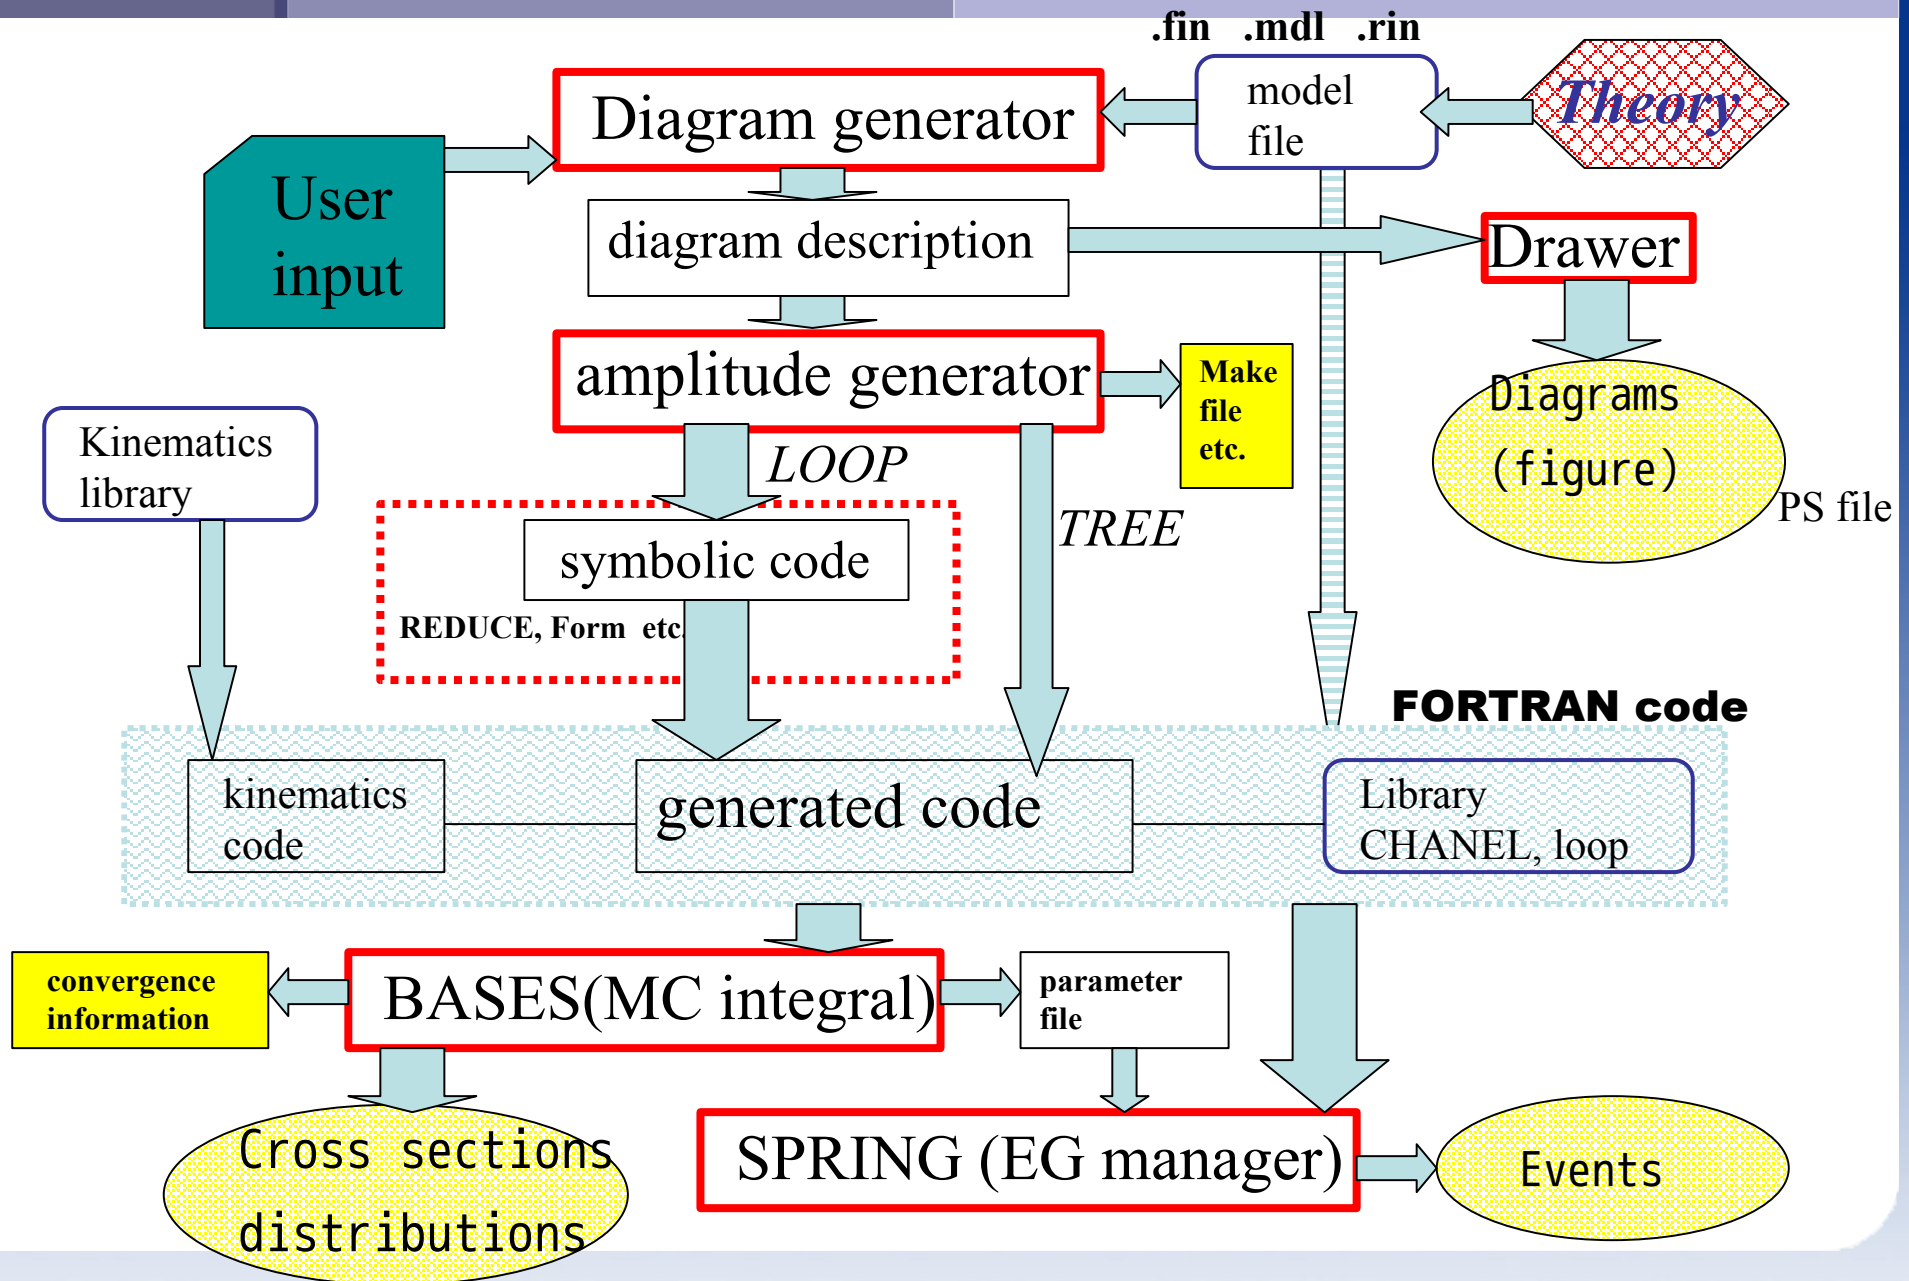 .fin .mdl .rin
Diagram generator
model
file
Theory
User
input
diagram description
Drawer
amplitude generator
Make
file
etc.
Diagrams
(figure)
PS file
Kinematics
library
LOOP
TREE
symbolic code
REDUCE, Form etc.
FORTRAN code
kinematics
code
generated code
Library
CHANEL, loop
convergence
information
BASES(MC integral)
parameter
file
Cross sections
distributions
SPRING (EG manager)
Events